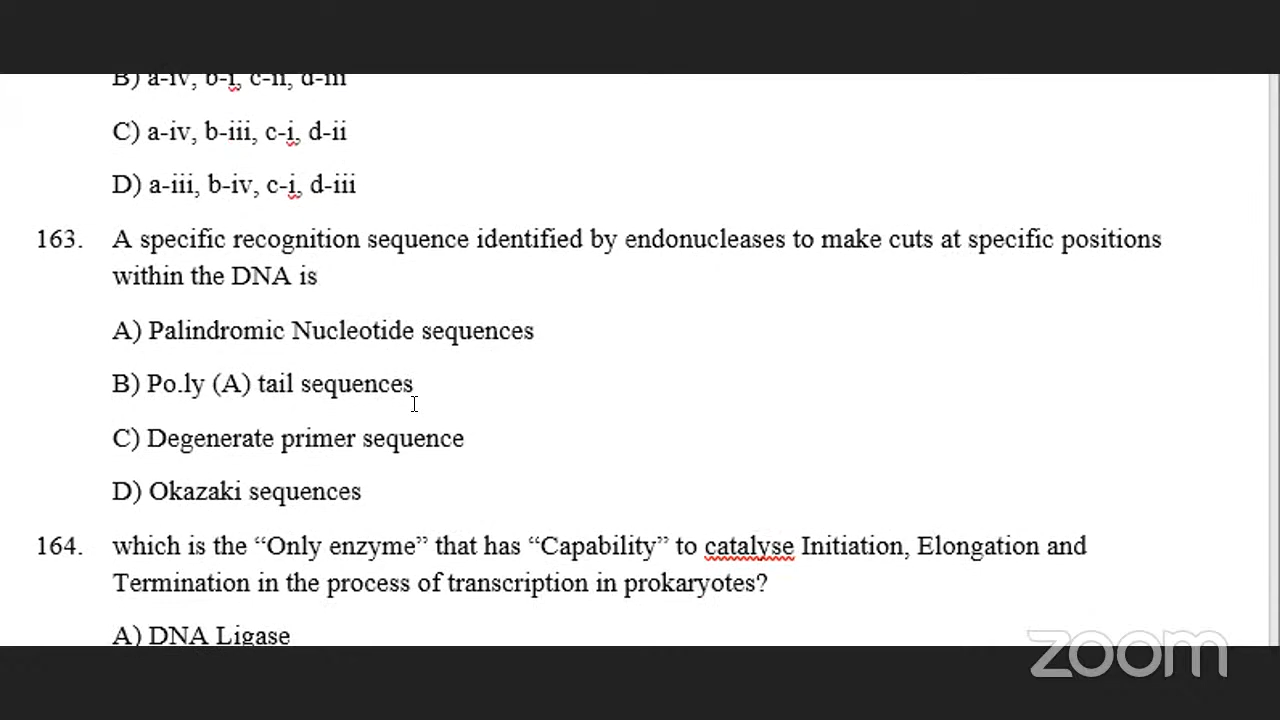 B) a-iv, b-i, c-ii, d-iii
C) a-iv, b-iii, c-i, d-ii
D) a-iii, b-iv, c-i, d-iii
163. A specific recognition sequence identified by endonucleases to make cuts at specific positions
within the DNA is
A) Palindromic Nucleotide sequences
B) Po.ly (A) tail sequences
C) Degenerate primer sequence
D) Okazaki sequences
164. which is the “Only enzyme” that has “Capability” to catalyse Initiation, Elongation and
Termination in the process of transcription in prokaryotes?
A) DNA Ligase
zoom